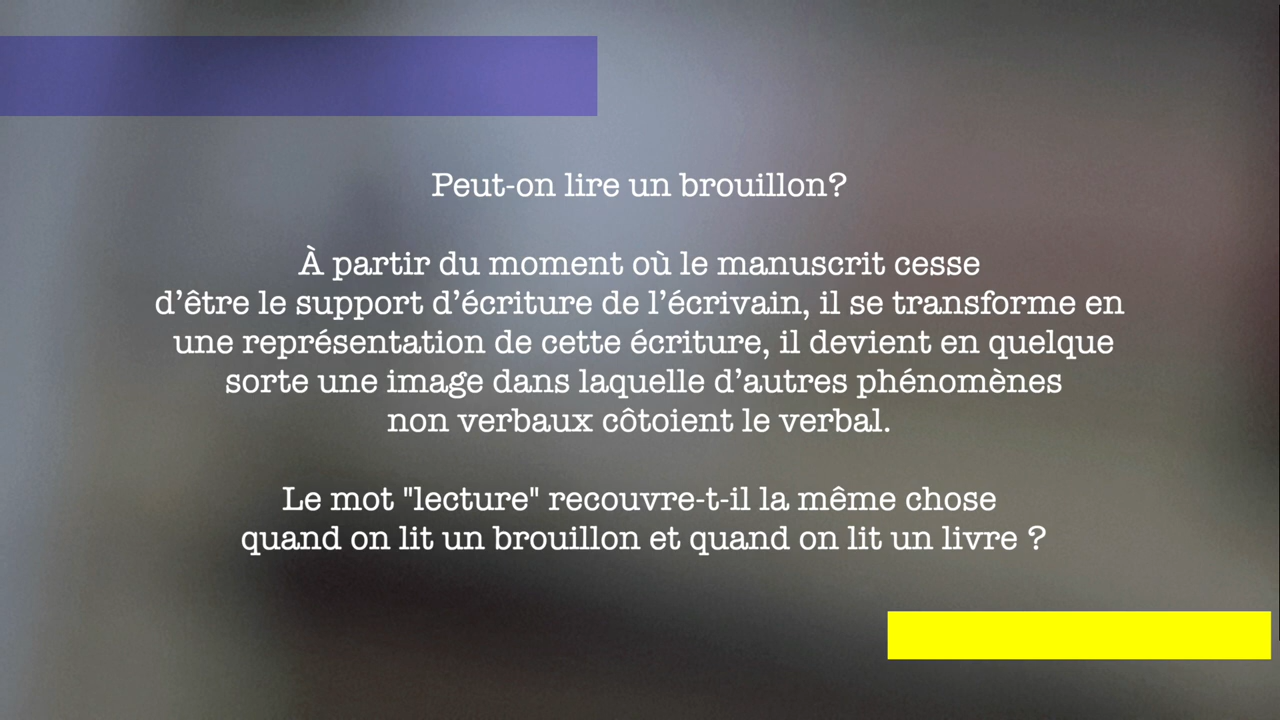 Peut-on lire un brouillon?
À partir du moment où le manuscrit cesse
d’être le support d’écriture de l’écrivain, il se transforme en
une représentation de cette écriture, il devient en quelque
sorte une image dans laquelle d’autres phénomènes
non verbaux côtoient le verbal.
Le mot "lecture" recouvre-t-il la même chose
quand on lit un brouillon et quand on lit un livre ?